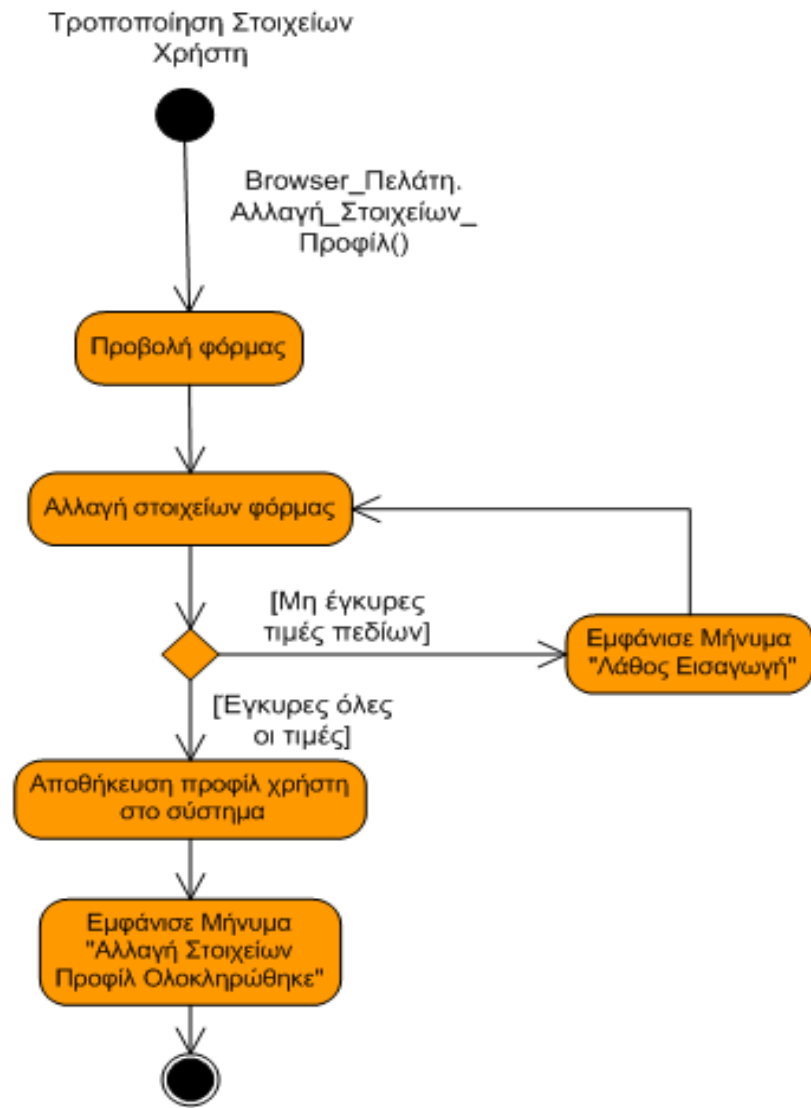 Τροποποίηση Στοιχείων
Χρήστη
Browser_Πελάτη.
Αλλαγή_Στοιχείων_
Προφίλ()
Προβολή φόρμας
Αλλαγή στοιχείων φόρμας
[Μη έγκυρες
τιμές πεδίων]
Εμφάνισε Μήνυμα
"Λάθος Εισαγωγή"
[Έγκυρες όλες
οι τιμές]
Αποθήκευση προφίλ χρήστη
στο σύστημα
Εμφάνισε Μήνυμα
"Αλλαγή Στοιχείων
Προφίλ Ολοκληρώθηκε"